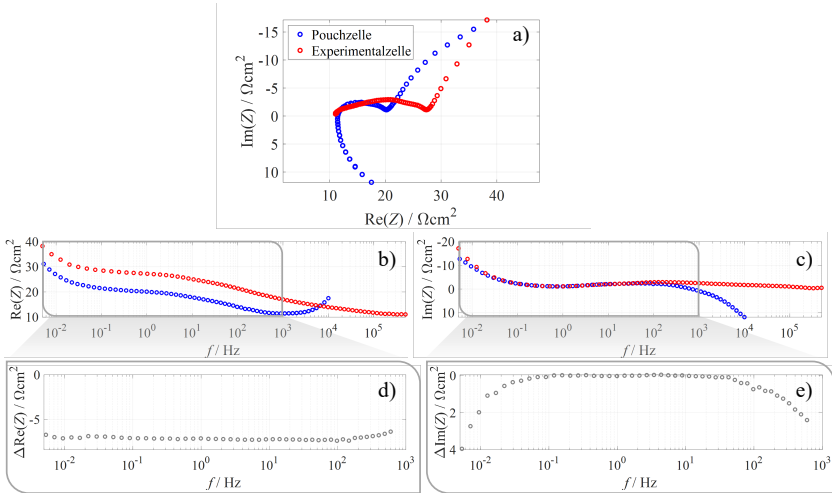 -15
-10
-5
0
5
10
Im(Z) / Ωcm²
Pouchzelle
Experimentalzelle
a)
10
20
30
40
Re(Z) / Ωcm²
40
30
20
10
Re(Z) / Ωcm²
b)
10⁻² 10⁻¹ 10⁰ 10¹ 10² 10³ 10⁴ 10⁵
f / Hz
-20
-10
0
10
Im(Z) / Ωcm²
c)
10⁻² 10⁻¹ 10⁰ 10¹ 10² 10³ 10⁴ 10⁵
f / Hz
0
-5
ΔRe(Z) / Ωcm²
d)
10⁻² 10⁻¹ 10⁰ 10¹ 10² 10³
f / Hz
0
2
4
ΔIm(Z) / Ωcm²
e)
10⁻² 10⁻¹ 10⁰ 10¹ 10² 10³
f / Hz